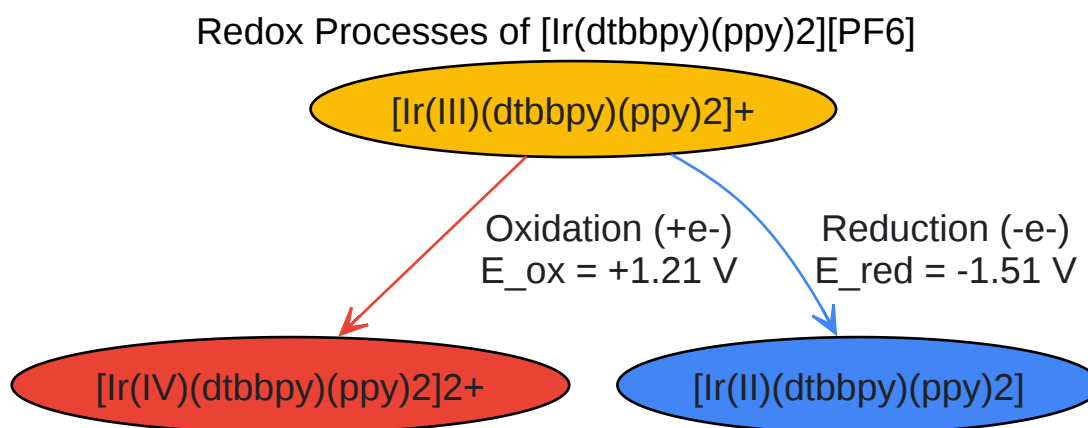 Redox Processes of [Ir(dtbbpy)(ppy)2][PF6]
[Ir(III)(dtbbpy)(ppy)2]+
Oxidation (+e-)
E_ox = +1.21 V
Reduction (-e-)
E_red = -1.51 V
[Ir(IV)(dtbbpy)(ppy)2]2+
[Ir(II)(dtbbpy)(ppy)2]